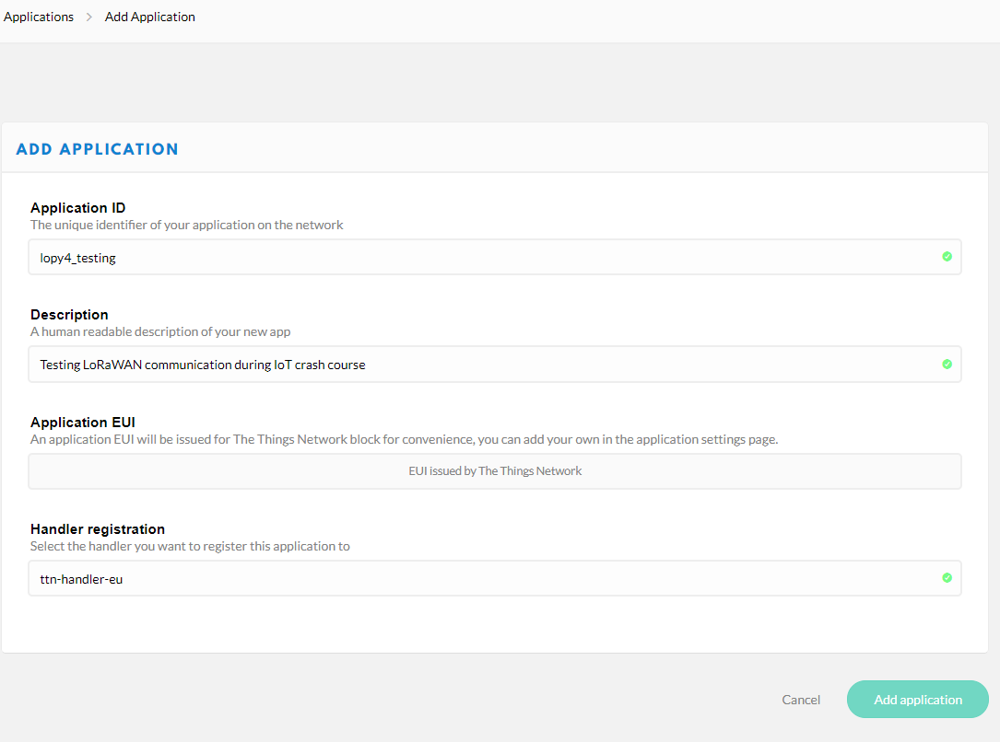 Applications > Add Application
ADD APPLICATION
Application ID
The unique identifier of your application on the network
lopy4_testing
Description
A human readable description of your new app
Testing LoRaWAN communication during IoT crash course
Application EUI
An application EUI will be issued for The Things Network block for convenience, you can add your own in the application settings page.
EUI issued by The Things Network
Handler registration
Select the handler you want to register this application to
ttn-handler-eu
Cancel Add application